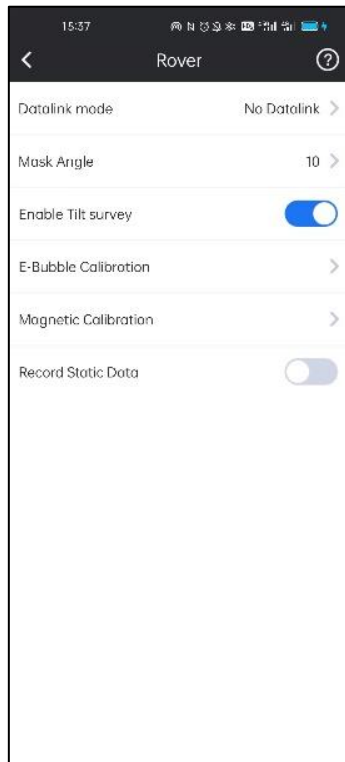 15:37
Rover
Datalink mode No Datalink
Mask Angle 10
Enable Tilt survey
E-Bubble Calibration
Magnetic Calibration
Record Static Data